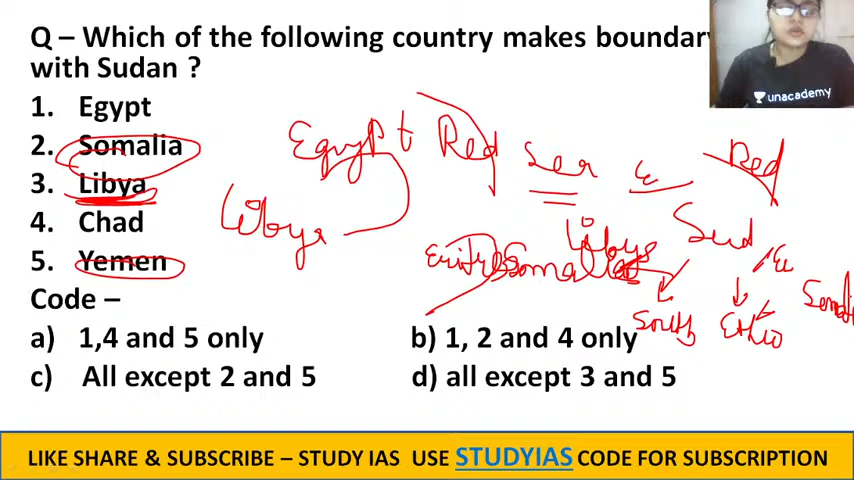 Q – Which of the following country makes boundary
with Sudan ?
unacademy
1. Egypt
2. Somalia
3. Libya
4. Chad
5. Yemen
Code –
a) 1,4 and 5 only
b) 1, 2 and 4 only
c) All except 2 and 5
d) all except 3 and 5
Egypt Red Ser & Red
Libya Libya Sud
Somalia
South Ethio
LIKE SHARE & SUBSCRIBE – STUDY IAS USE STUDYIAS CODE FOR SUBSCRIPTION